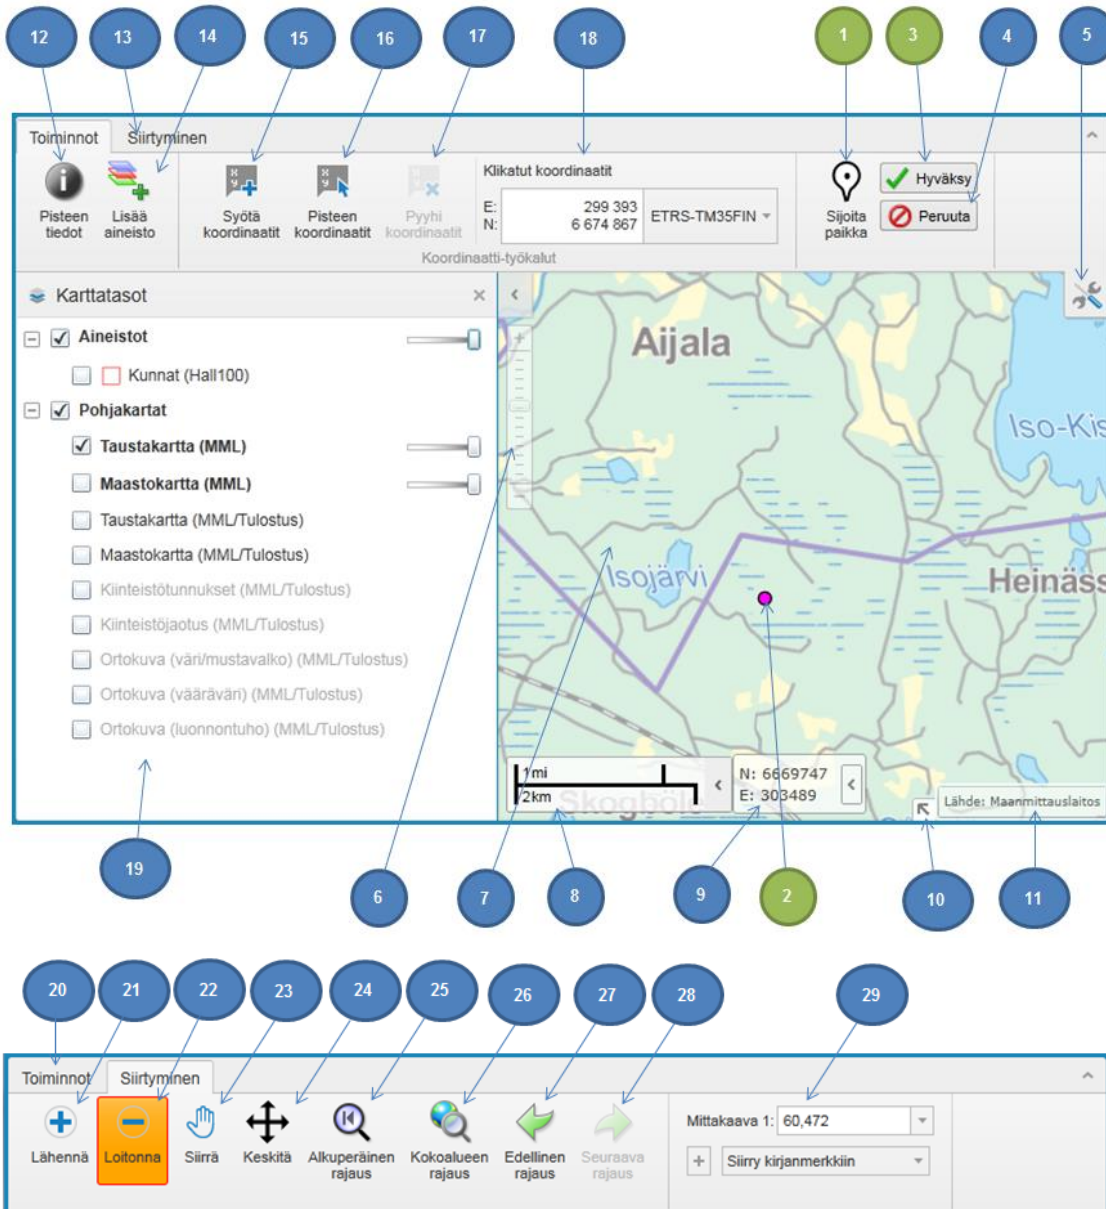 12 13 14 15 16 17 18 1 3 4 5
Toiminnot Siirtyminen
Pisteen tiedot
Lisää aineisto
Syötä koordinaatit
Pisteen koordinaatit
Pyyhi koordinaatit
Klikatut koordinaatit
E: 299 393
N: 6 674 867
ETRS-TM35FIN
Koordinaatti-työkalut
Sijoita paikka
Hyväksy
Peruuta
Karttatasot
Aineistot
Kunnat (Hall100)
Pohjakartat
Taustakartta (MML)
Maastokartta (MML)
Taustakartta (MML/Tulostus)
Maastokartta (MML/Tulostus)
Kiinteistötunnukset (MML/Tulostus)
Kiinteistöjaotus (MML/Tulostus)
Ortokuva (väri/mustavalko) (MML/Tulostus)
Ortokuva (vääräväri) (MML/Tulostus)
Ortokuva (luonnontuho) (MML/Tulostus)
Aijala
Iso-Kis
Isojärvi
Heinäss
1 mi
2km
Skogböle
N: 6669747
E: 303489
Lähde: Maanmittauslaitos
19 6 7 8 9 2 10 11
20 21 22 23 24 25 26 27 28 29
Toiminnot Siirtyminen
Lähennä
Loitonna
Siirrä
Keskitä
Alkuperäinen rajaus
Kokoalueen rajaus
Edellinen rajaus
Seuraava rajaus
Mittakaava 1: 60,472
Siirry kirjanmerkkiin